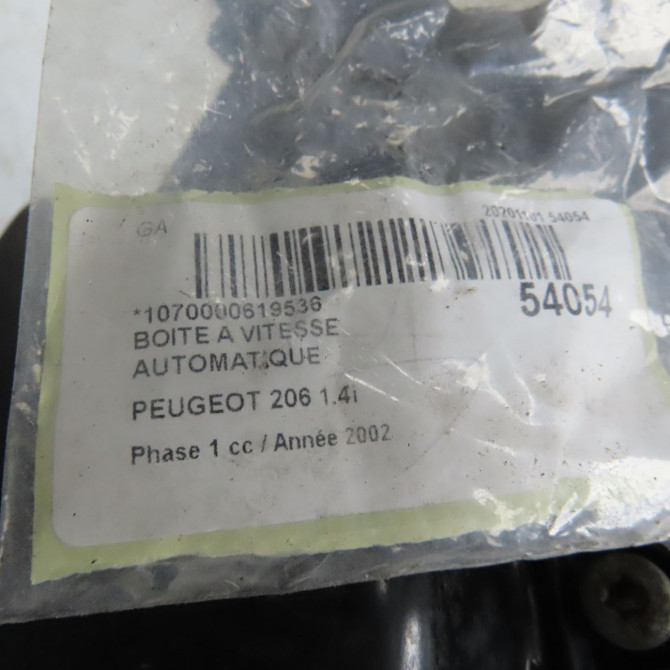 GA
20201101 54054
*1070000619536
54054
BOITE A VITESSE
AUTOMATIQUE
PEUGEOT 206 1.4i
Phase 1 cc / Année 2002